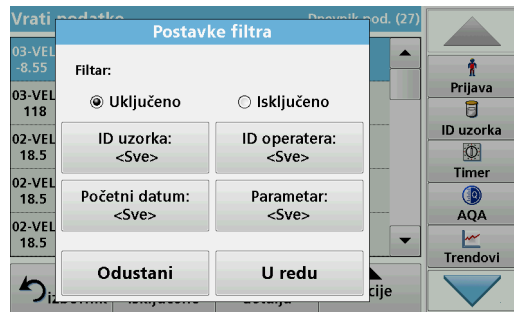 Vrati podatke
Dnevnik pod. (27)
Postavke filtra
03-VEL
-8.55
Filtar:
03-VEL
118
Uključeno
Isključeno
02-VEL
18.5
ID uzorka:
<Sve>
ID operatera:
<Sve>
02-VEL
18.5
Početni datum:
<Sve>
Parametar:
<Sve>
02-VEL
18.5
Odustani
U redu
Prijava
ID uzorka
Timer
AQA
Trendovi